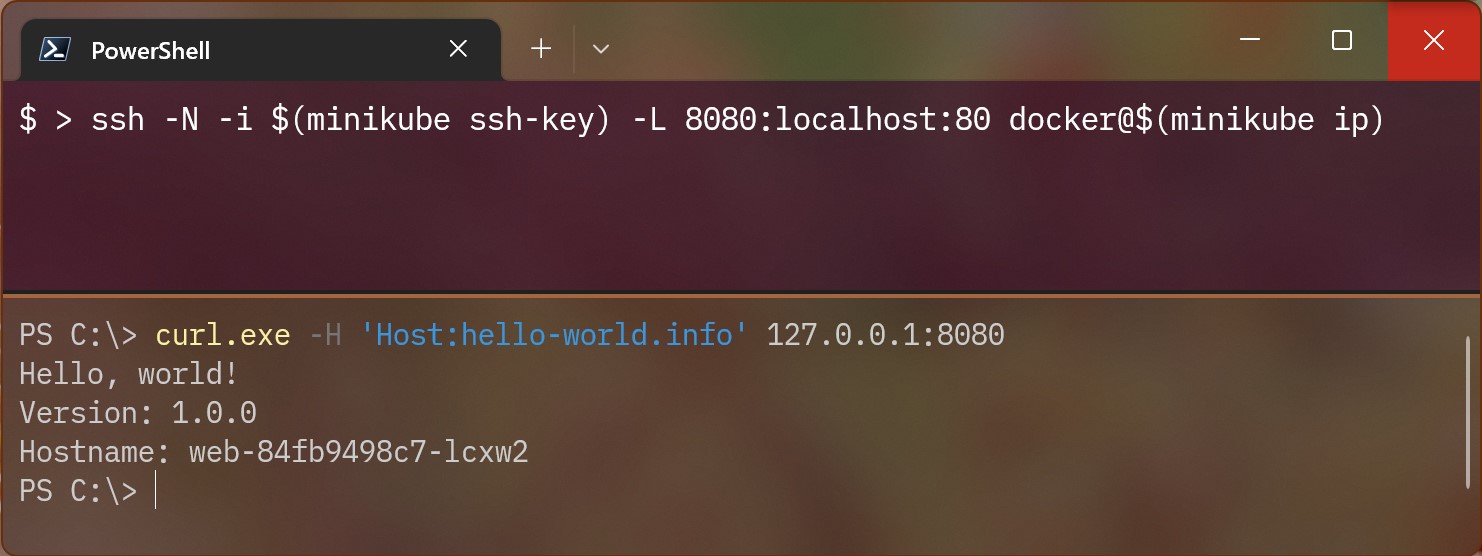 PowerShell
$ > ssh -N -i $(minikube ssh-key) -L 8080:localhost:80 docker@$(minikube ip)
PS C:\> curl.exe -H 'Host:hello-world.info' 127.0.0.1:8080
Hello, world!
Version: 1.0.0
Hostname: web-84fb9498c7-lcxw2
PS C:\>